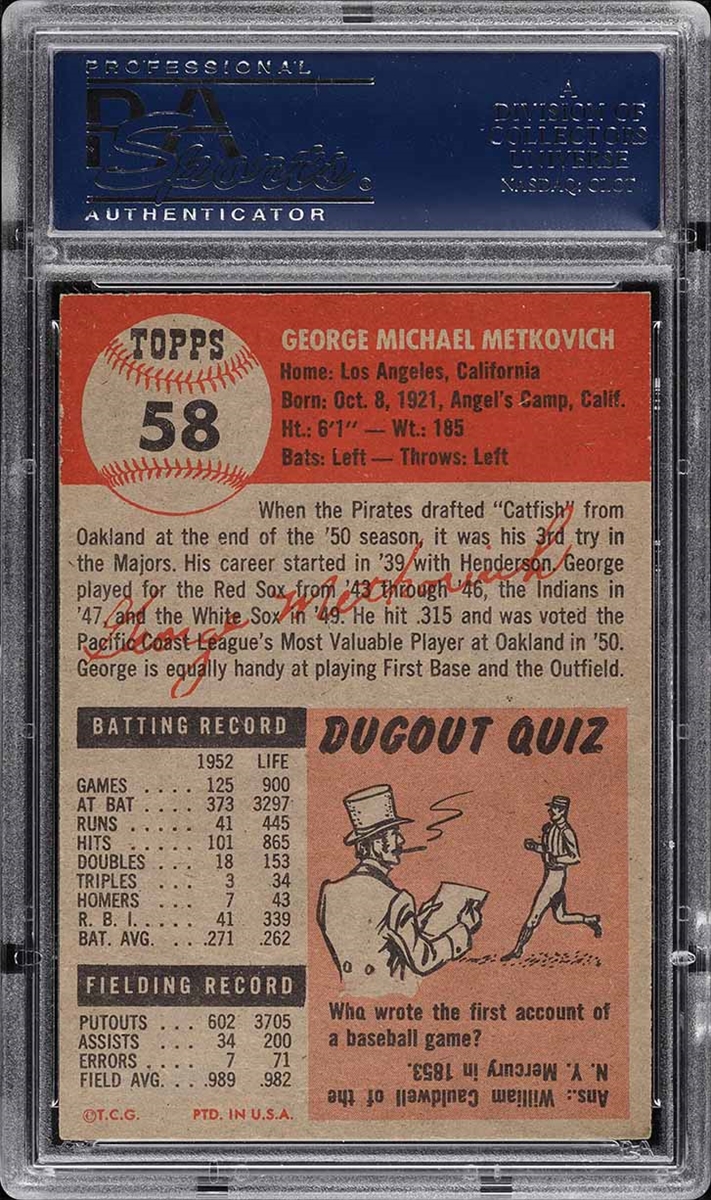 PROFESSIONAL
PSA
Sports
AUTHENTICATOR
A
DIVISION OF
COLLECTORS
UNIVERSE
NASDAQ: CLCT
TOPPS
58
GEORGE MICHAEL METKOVICH
Home: Los Angeles, California
Born: Oct. 8, 1921, Angel's Camp, Calif.
Ht.: 6'1" — Wt.: 185
Bats: Left — Throws: Left
When the Pirates drafted "Catfish" from
Oakland at the end of the '50 season, it was his 3rd try in
the Majors. His career started in '39 with Henderson. George
played for the Red Sox from '43 through '46, the Indians in
'47, and the White Sox in '49. He hit .315 and was voted the
Pacific Coast League's Most Valuable Player at Oakland in '50.
George is equally handy at playing First Base and the Outfield.
George Metkovich
BATTING RECORD
1952 LIFE
GAMES .... 125 900
AT BAT .... 373 3297
RUNS ..... 41 445
HITS ..... 101 865
DOUBLES .... 18 153
TRIPLES .... 3 34
HOMERS .... 7 43
R. B. I. .... 41 339
BAT. AVG. ... .271 .262
FIELDING RECORD
PUTOUTS ... 602 3705
ASSISTS ... 34 200
ERRORS .... 7 71
FIELD AVG. ... .989 .982
©T.C.G. PTD. IN U.S.A.
DUGOUT QUIZ
Who wrote the first account of
a baseball game?
Ans.: William Cauldwell of the
N. Y. Mercury in 1853.